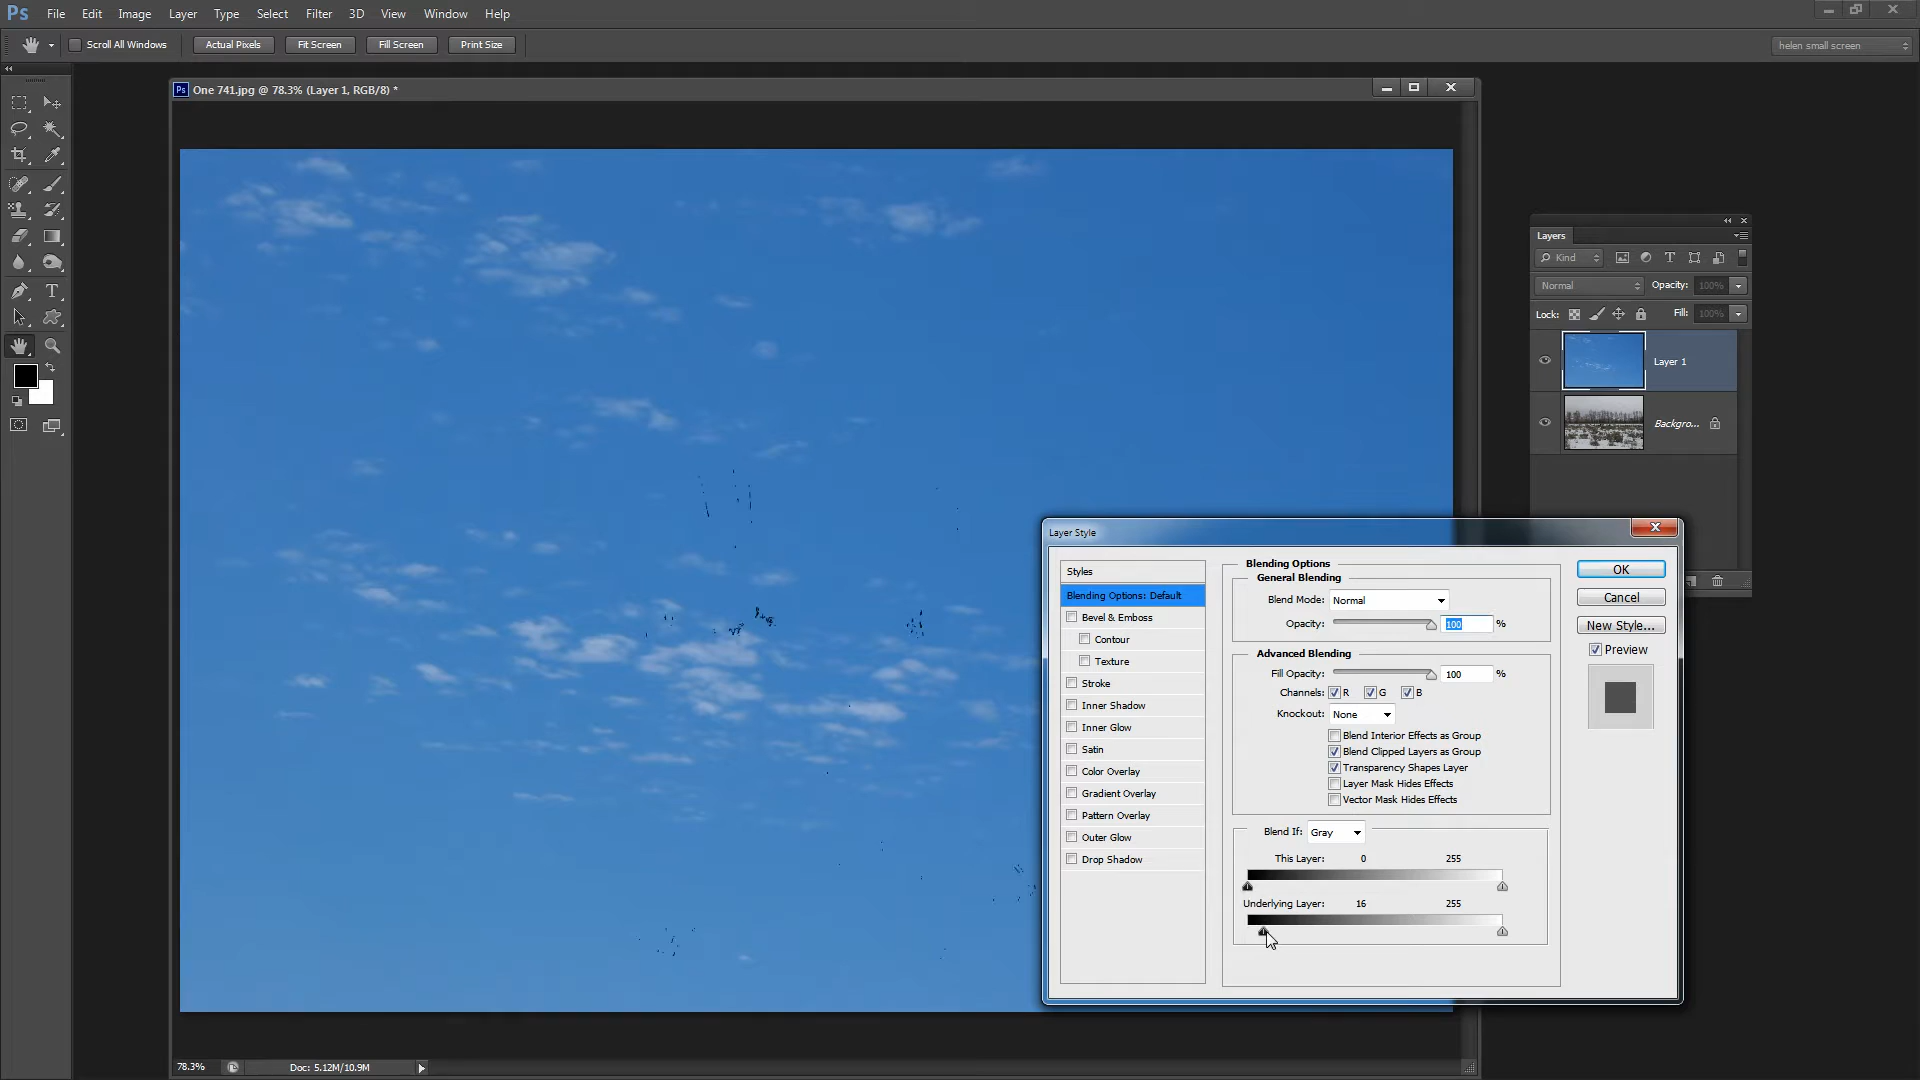 Ps File Edit Image Layer Type Select Filter 3D View Window Help
Scroll All Windows Actual Pixels Fit Screen Fill Screen Print Size helen small screen
Ps One 741.jpg @ 78.3% (Layer 1, RGB/8) *
Layers
Kind
Normal Opacity: 100%
Lock: Fill: 100%
Layer 1
Backgro...
Layer Style
Styles
Blending Options: Default
Bevel & Emboss
Contour
Texture
Stroke
Inner Shadow
Inner Glow
Satin
Color Overlay
Gradient Overlay
Pattern Overlay
Outer Glow
Drop Shadow
Blending Options
General Blending
Blend Mode: Normal
Opacity: 100 %
Advanced Blending
Fill Opacity: 100 %
Channels: R G B
Knockout: None
Blend Interior Effects as Group
Blend Clipped Layers as Group
Transparency Shapes Layer
Layer Mask Hides Effects
Vector Mask Hides Effects
Blend If: Gray
This Layer: 0 255
Underlying Layer: 16 255
OK
Cancel
New Style...
Preview
78.3% Doc: 5.12M/10.9M